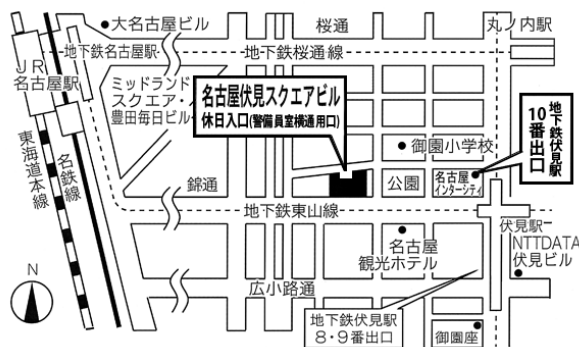 大名古屋ビル
桜通
丸ノ内駅
地下鉄名古屋駅
地下鉄桜通線
JR
名古屋駅
ミッドランド
スクエア・
豊田毎日ビル
名古屋伏見スクエアビル
休日入口(警備員室横通用口)
地下鉄伏見駅
10番出口
御園小学校
名古屋
インターシティ
公園
錦通
東海道本線
名鉄線
地下鉄東山線
伏見駅
NTTDATA
伏見ビル
名古屋
観光ホテル
広小路通
地下鉄伏見駅
8・9番出口
御園座
N